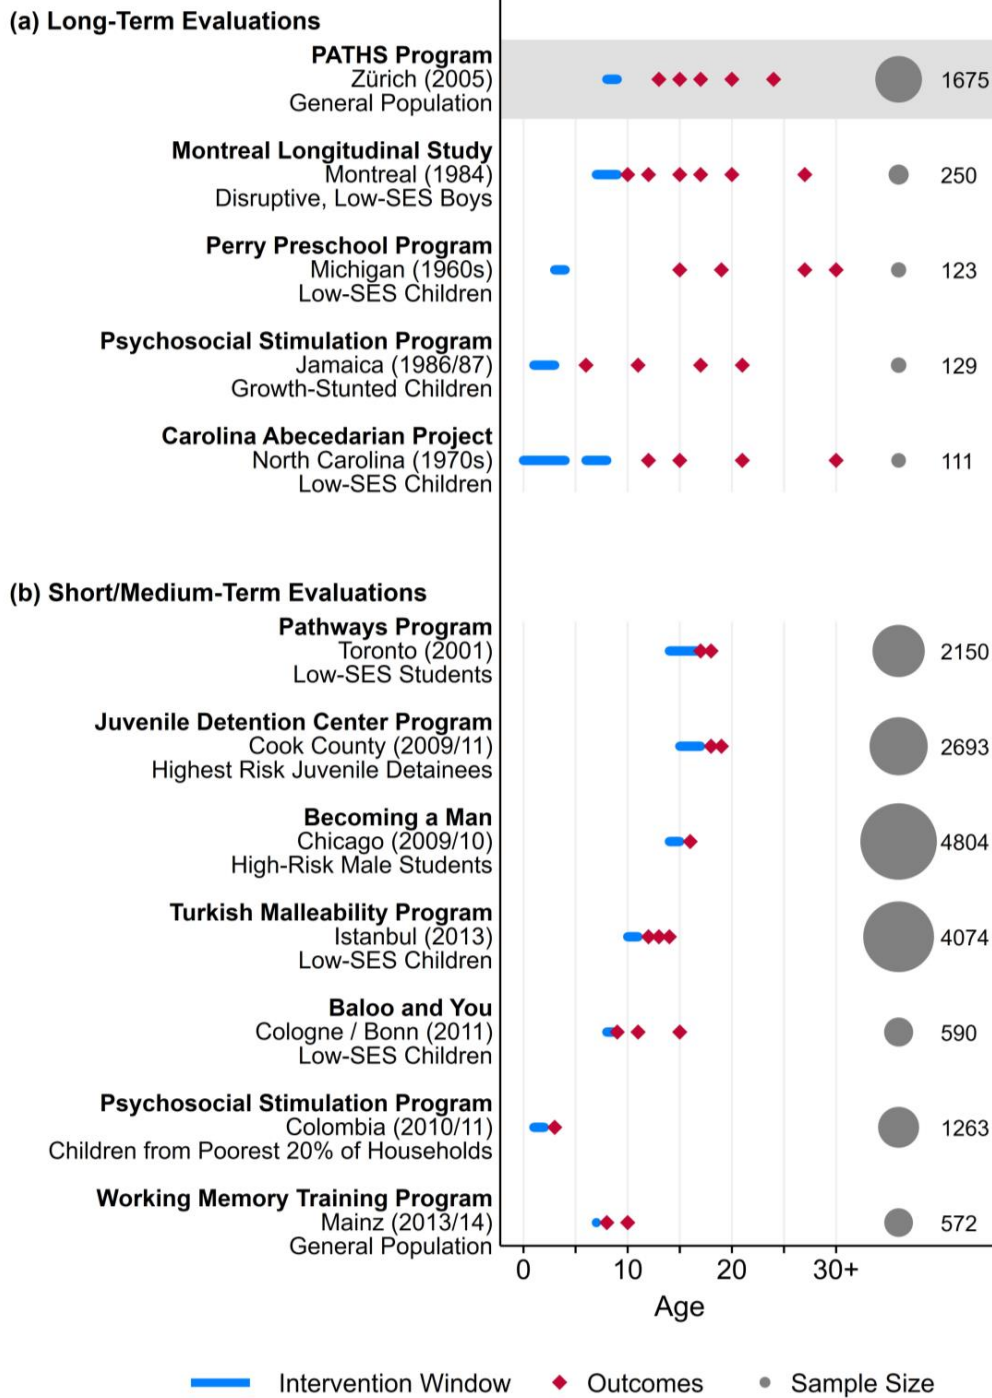 (a) Long-Term Evaluations
PATHS Program
Zürich (2005)
General Population
1675
Montreal Longitudinal Study
Montreal (1984)
Disruptive, Low-SES Boys
250
Perry Preschool Program
Michigan (1960s)
Low-SES Children
123
Psychosocial Stimulation Program
Jamaica (1986/87)
Growth-Stunted Children
129
Carolina Abecedarian Project
North Carolina (1970s)
Low-SES Children
111
(b) Short/Medium-Term Evaluations
Pathways Program
Toronto (2001)
Low-SES Students
2150
Juvenile Detention Center Program
Cook County (2009/11)
Highest Risk Juvenile Detainees
2693
Becoming a Man
Chicago (2009/10)
High-Risk Male Students
4804
Turkish Malleability Program
Istanbul (2013)
Low-SES Children
4074
Baloo and You
Cologne / Bonn (2011)
Low-SES Children
590
Psychosocial Stimulation Program
Colombia (2010/11)
Children from Poorest 20% of Households
1263
Working Memory Training Program
Mainz (2013/14)
General Population
572
0 10 20 30+
Age
Intervention Window Outcomes Sample Size